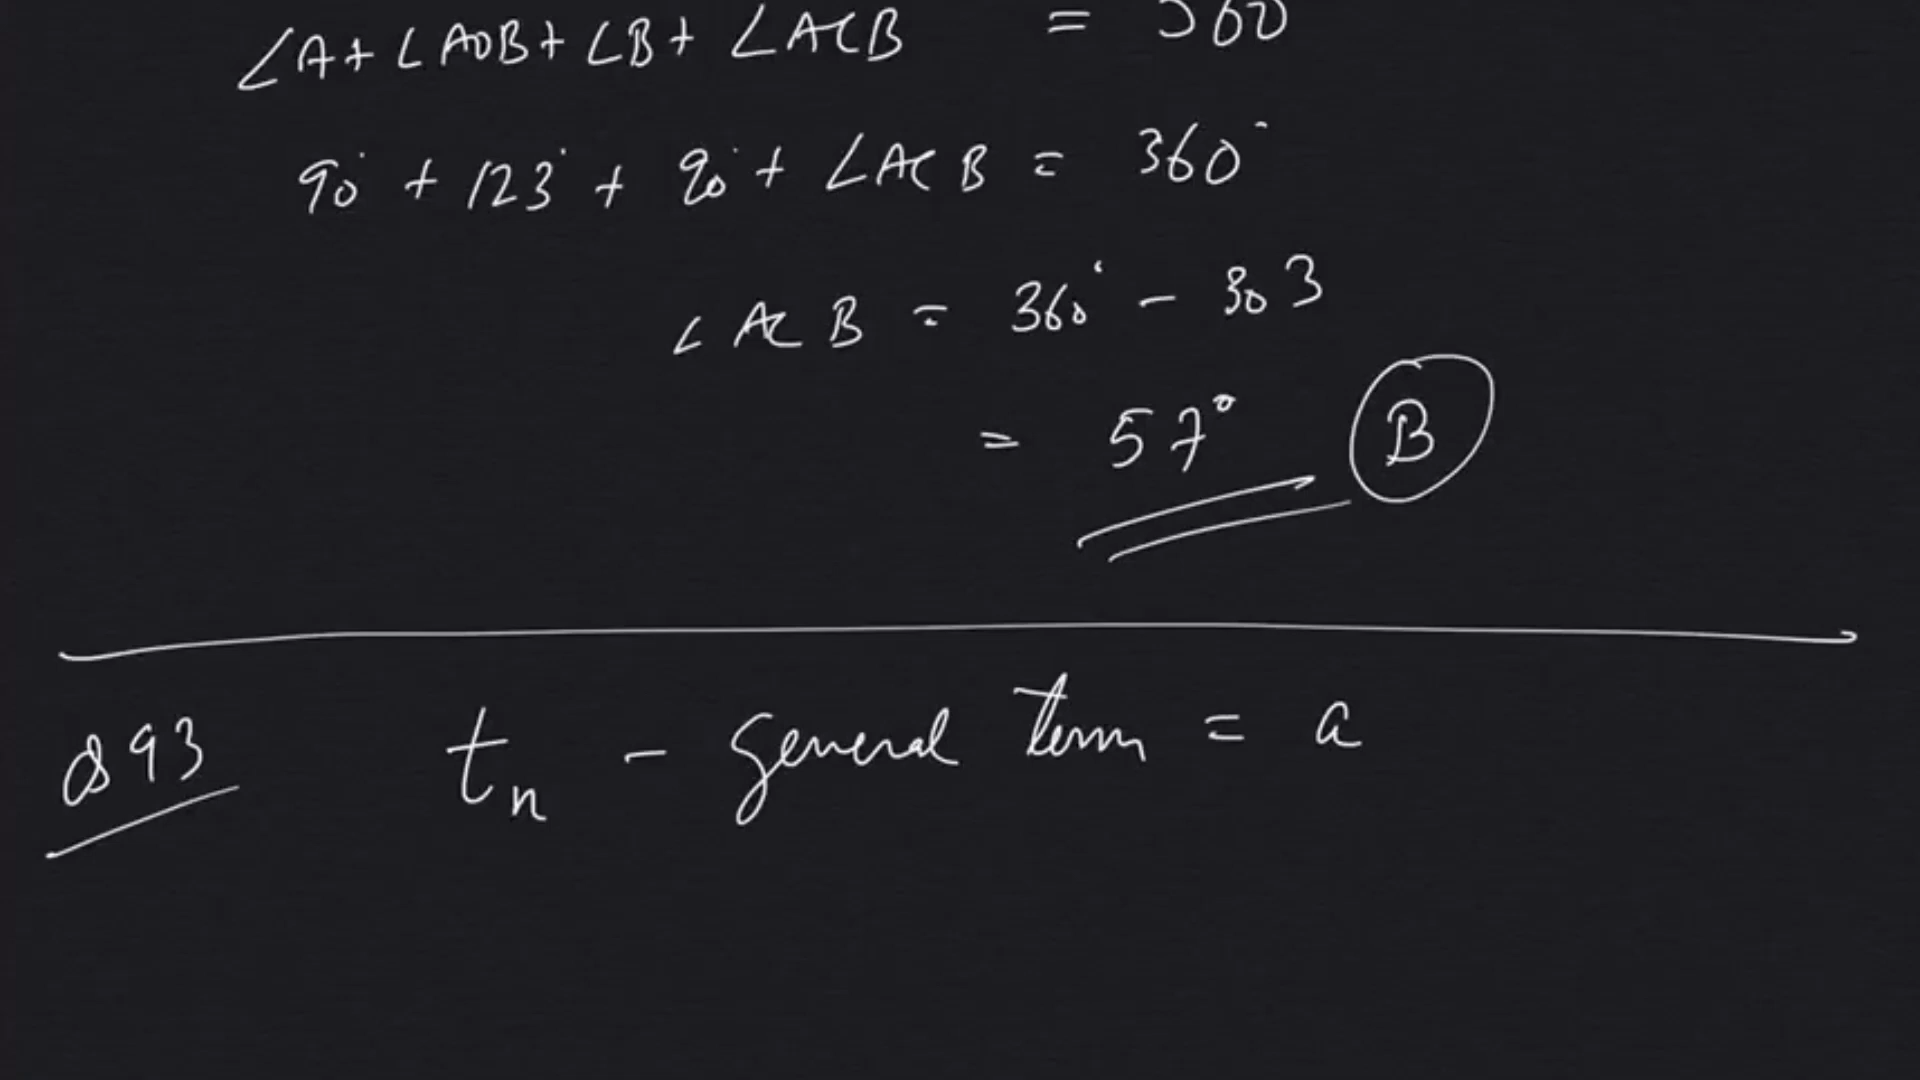 ∠A + ∠AOB + ∠B + ∠ACB = 360
90° + 123° + 90° + ∠ACB = 360°
∠ACB = 360° - 303
= 57° B
Q93 tn - general term = a